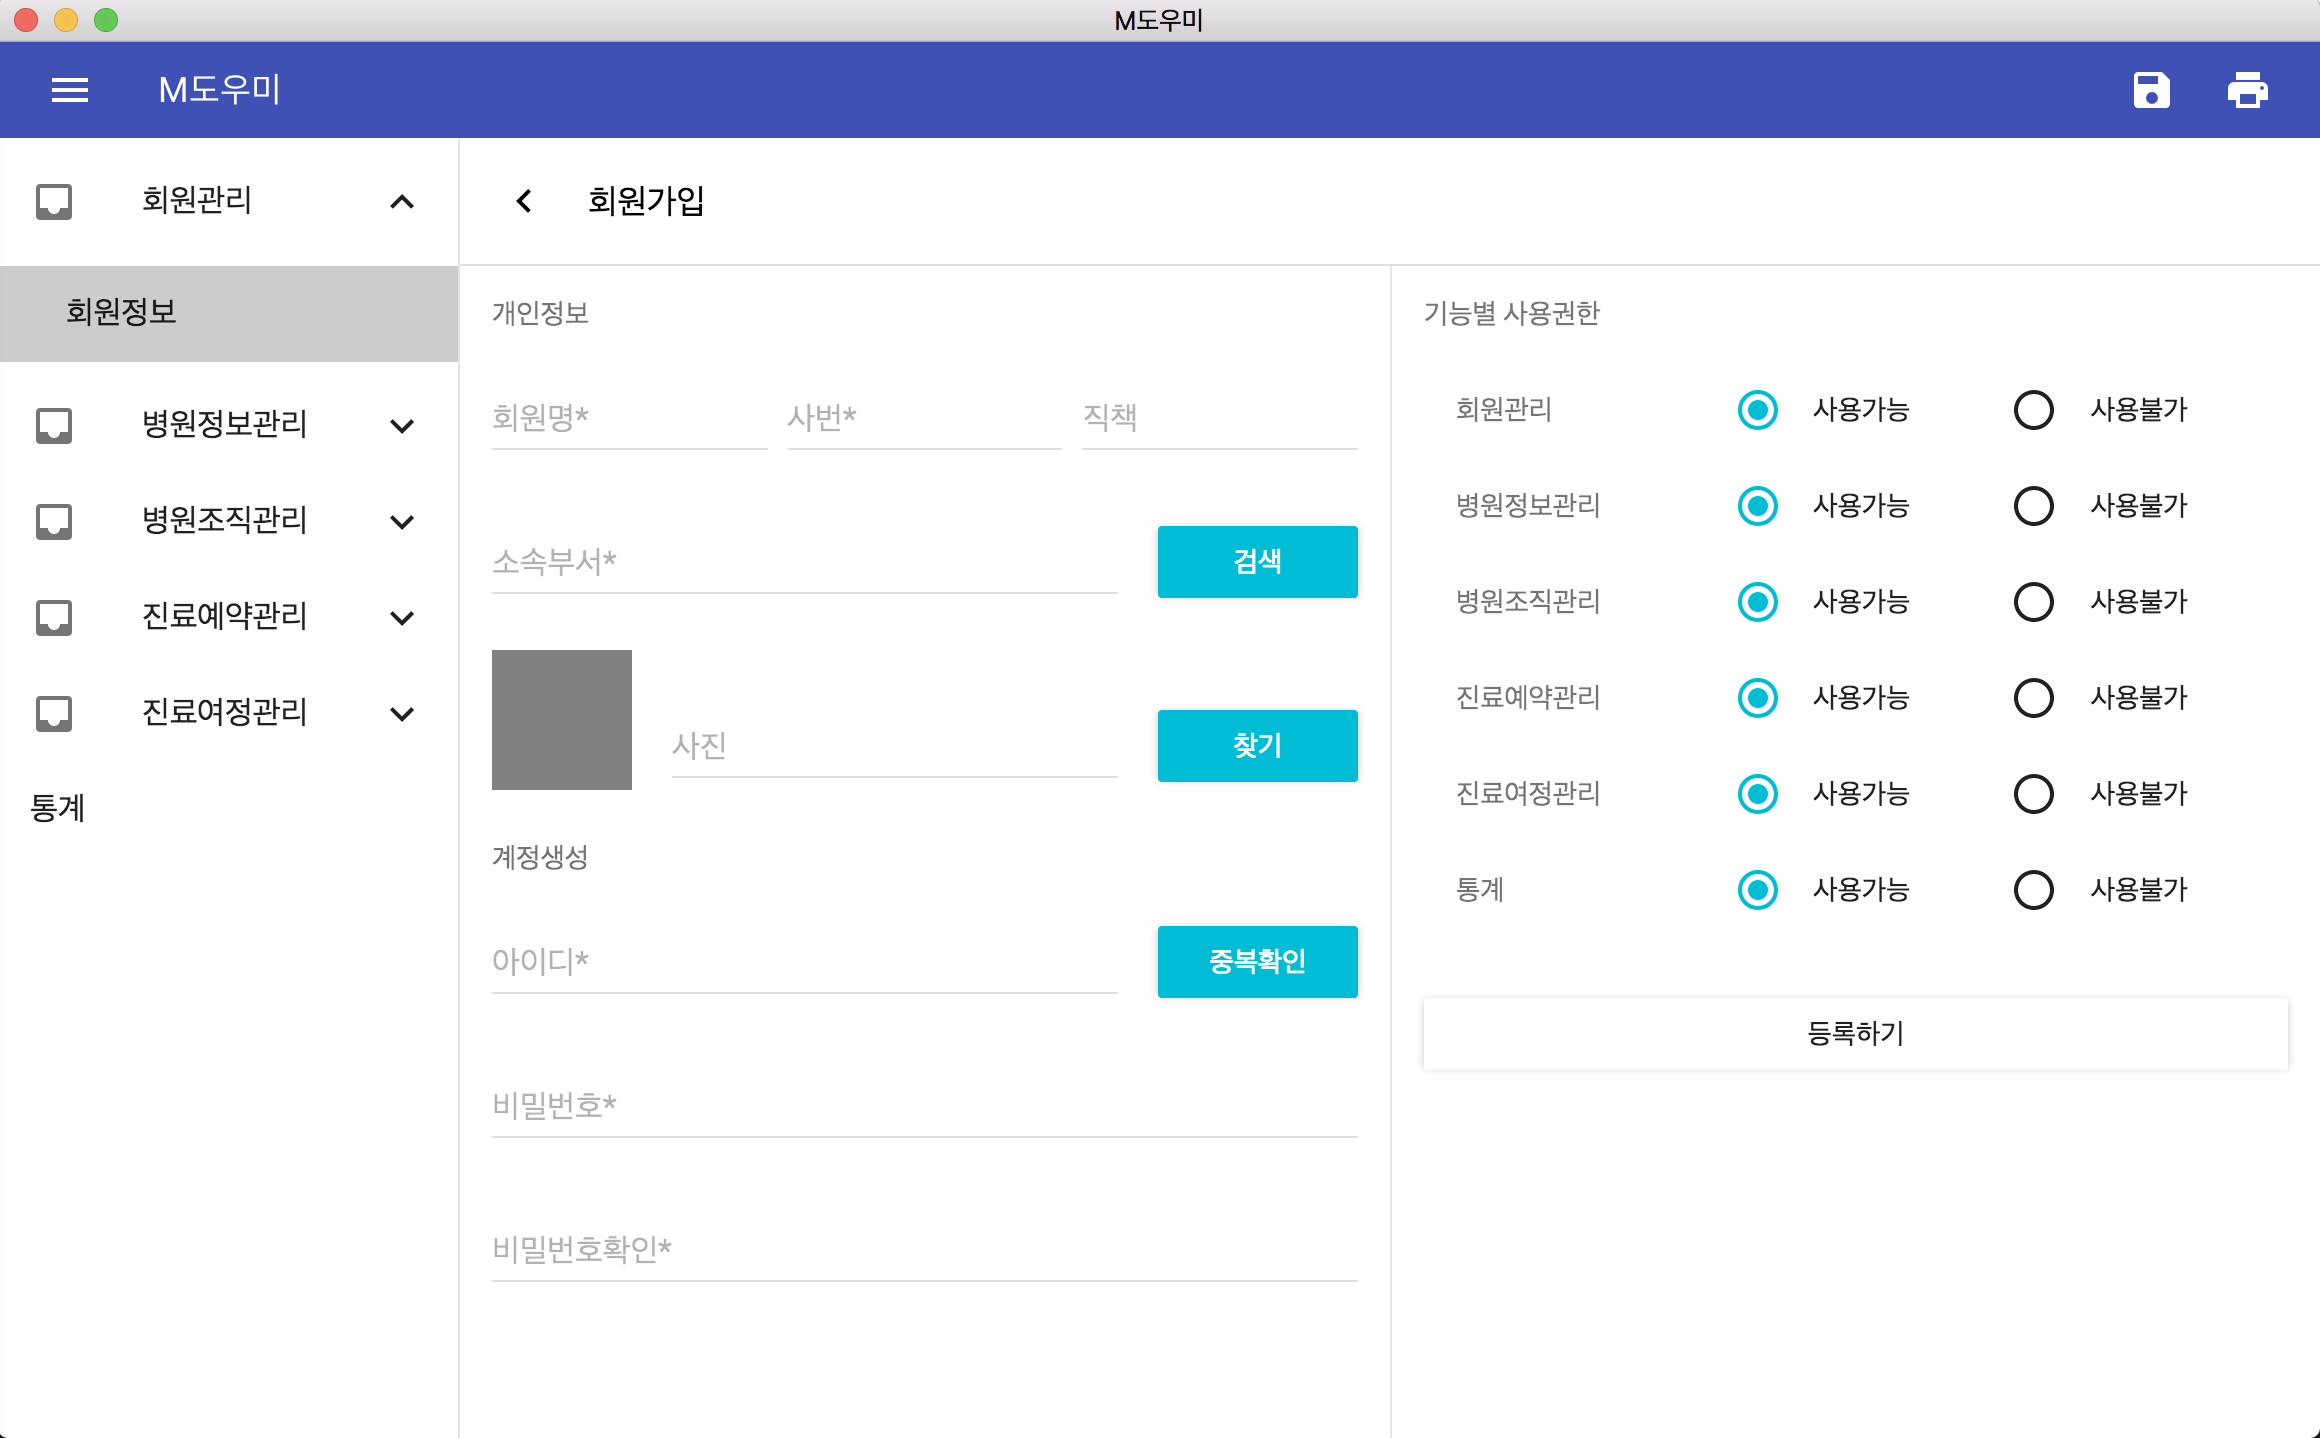 M도우미
M도우미
회원관리
회원정보
병원정보관리
병원조직관리
진료예약관리
진료여정관리
통계
회원가입
개인정보
회원명* 사번* 직책
소속부서* 검색
사진 찾기
계정생성
아이디* 중복확인
비밀번호*
비밀번호확인*
기능별 사용권한
회원관리 사용가능 사용불가
병원정보관리 사용가능 사용불가
병원조직관리 사용가능 사용불가
진료예약관리 사용가능 사용불가
진료여정관리 사용가능 사용불가
통계 사용가능 사용불가
등록하기